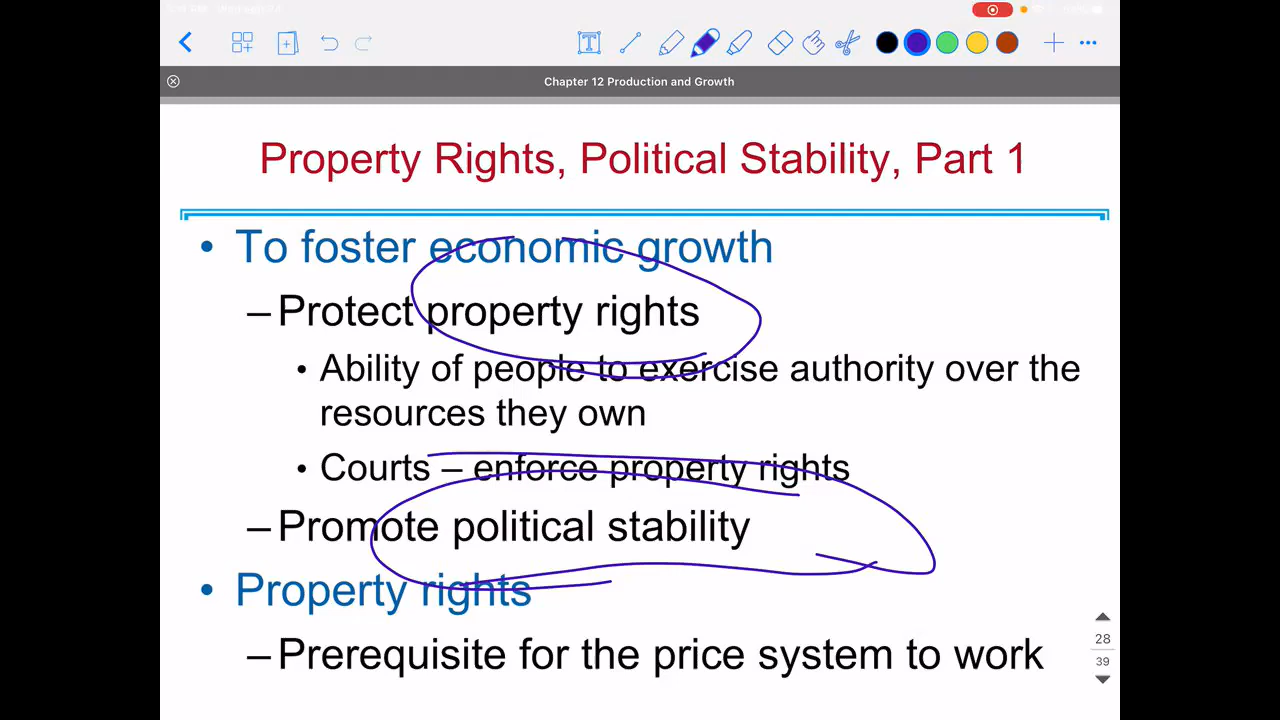 Chapter 12 Production and Growth
Property Rights, Political Stability, Part 1
• To foster economic growth
– Protect property rights
• Ability of people to exercise authority over the
resources they own
• Courts – enforce property rights
– Promote political stability
• Property rights
– Prerequisite for the price system to work
28
39